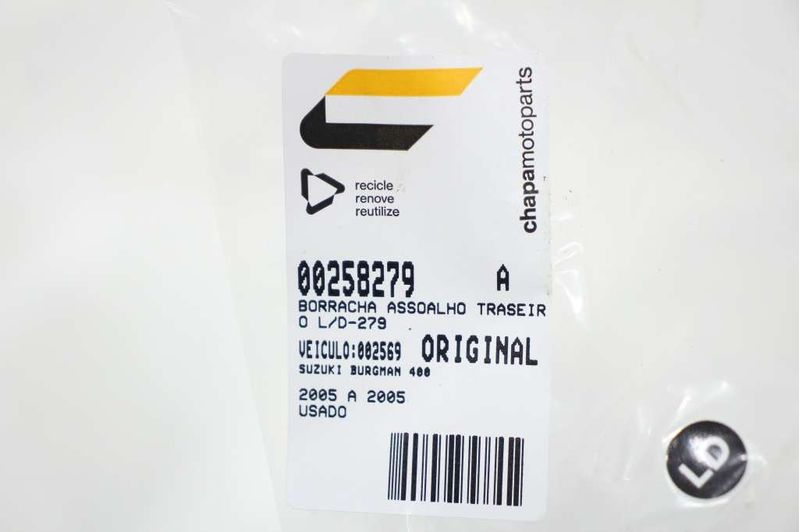 chapamotoparts
recicle
renove
reutilize
00258279 A
BORRACHA ASSOALHO TRASEIR
O L/D-279
VEICULO:002569 ORIGINAL
SUZUKI BURGMAN 400
2005 A 2005
USADO
LD